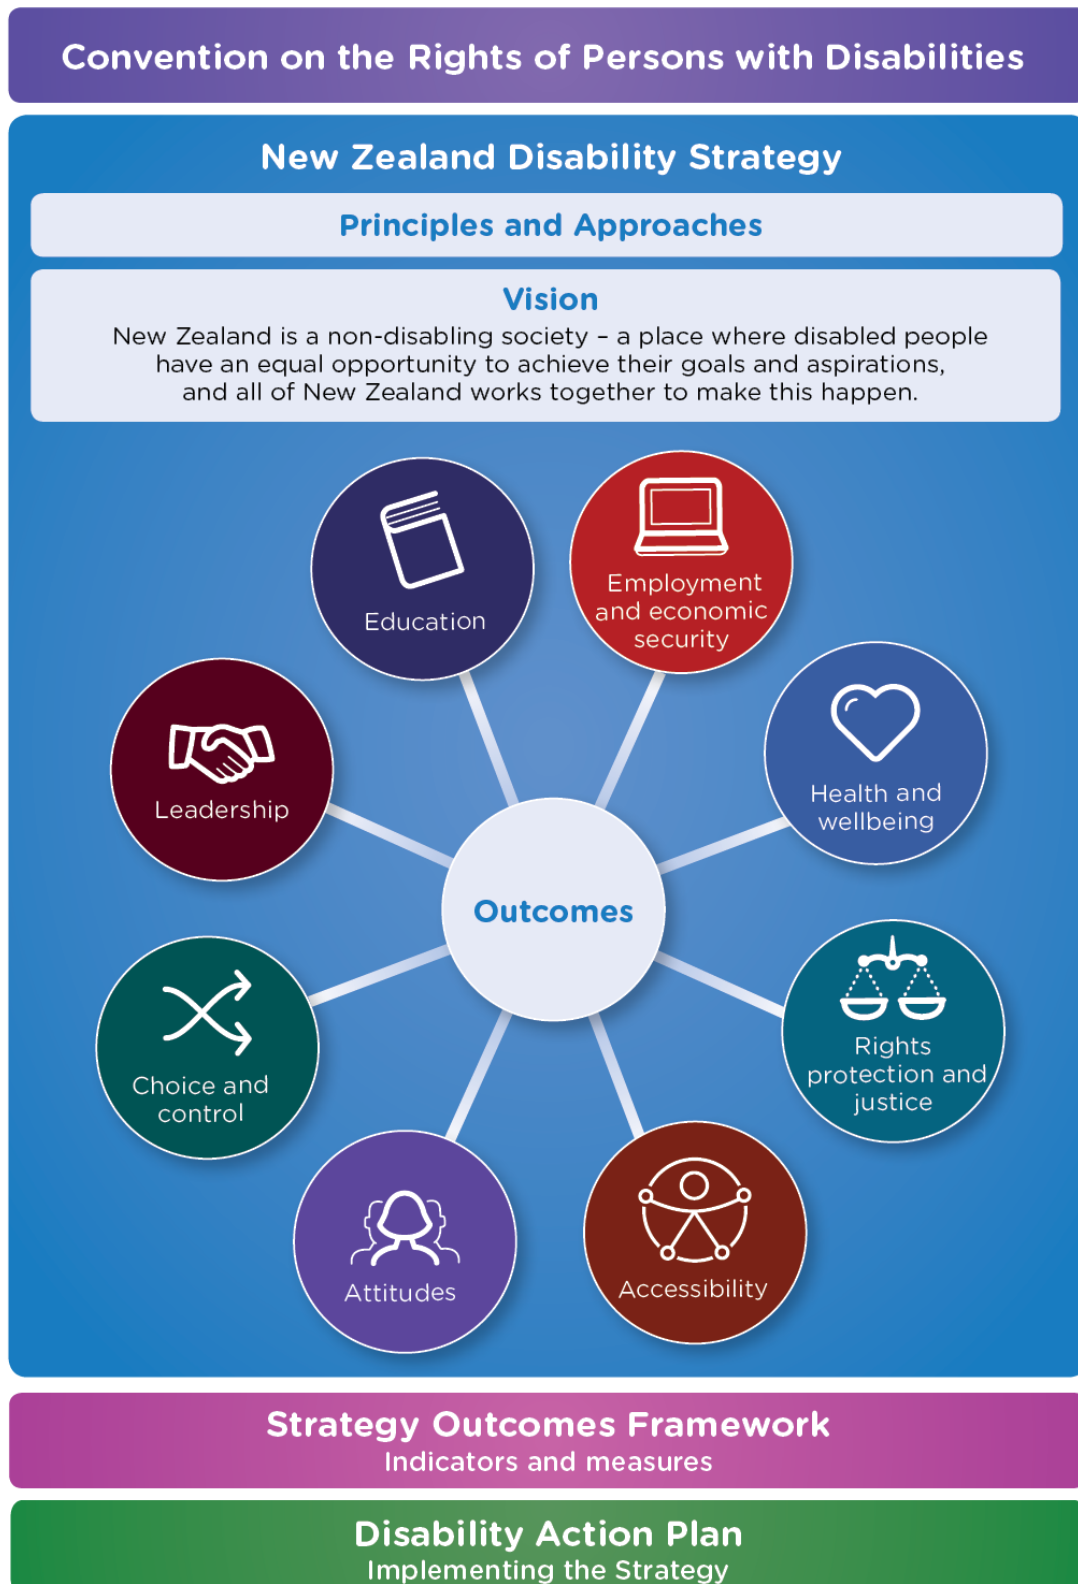 Convention on the Rights of Persons with Disabilities
New Zealand Disability Strategy
Principles and Approaches
Vision
New Zealand is a non-disabling society – a place where disabled people
have an equal opportunity to achieve their goals and aspirations,
and all of New Zealand works together to make this happen.
Education
Employment
and economic
security
Health and
wellbeing
Rights
protection and
justice
Accessibility
Attitudes
Choice and
control
Leadership
Outcomes
Strategy Outcomes Framework
Indicators and measures
Disability Action Plan
Implementing the Strategy